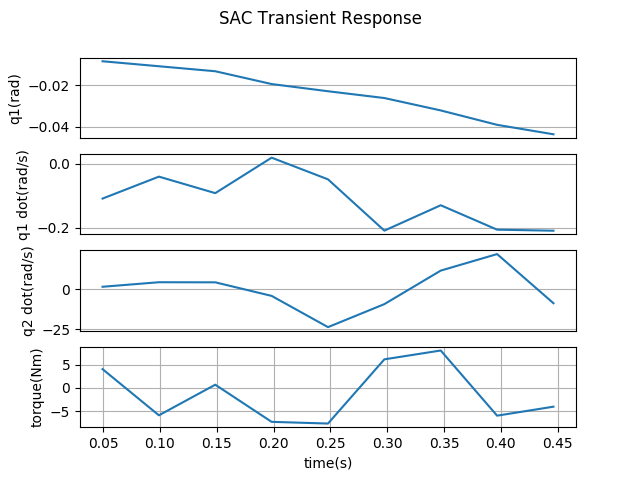 SAC Transient Response
q1(rad)
−0.02
−0.04
q1 dot(rad/s)
0.0
−0.2
q2 dot(rad/s)
0
−25
torque(Nm)
5
0
−5
0.05 0.10 0.15 0.20 0.25 0.30 0.35 0.40 0.45
time(s)